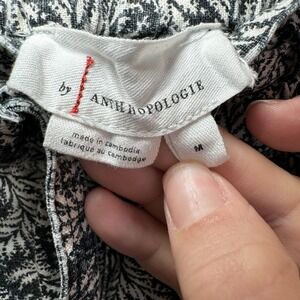 by ANTHROPOLOGIE
made in cambodia
fabriqué au cambodge
M